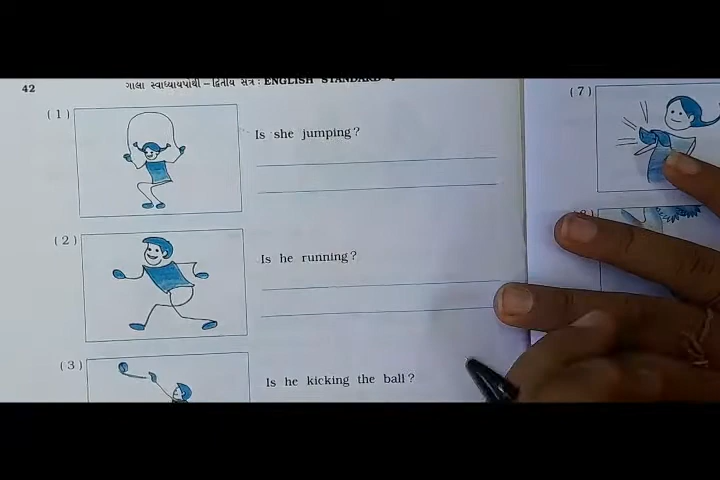 42
ગાલા સ્વાધ્યાયપોથી – દ્વિતીય સત્ર : ENGLISH STANDARD
(1)
Is she jumping?
(2)
Is he running?
(3)
Is he kicking the ball?
(7)